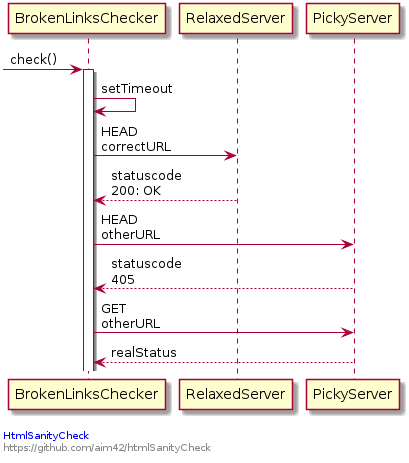 BrokenLinksChecker RelaxedServer PickyServer
check()
setTimeout
HEAD
correctURL
statuscode
200: OK
HEAD
otherURL
statuscode
405
GET
otherURL
realStatus
BrokenLinksChecker RelaxedServer PickyServer
HtmlSanityCheck
https://github.com/aim42/htmlSanityCheck